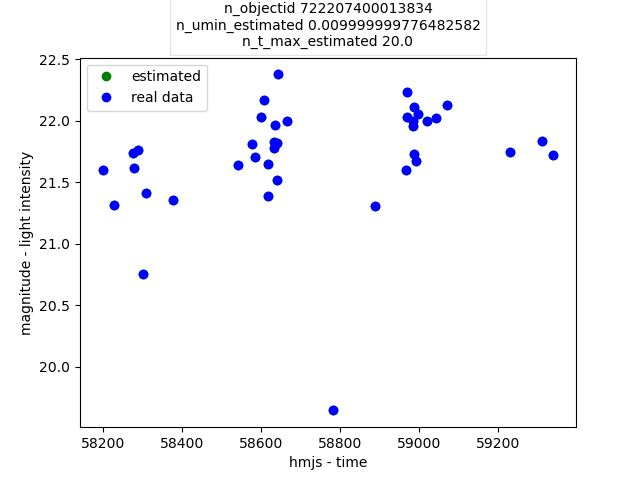 n_objectid 722207400013834
n_umin_estimated 0.009999999776482582
n_t_max_estimated 20.0
estimated
real data
22.5
22.0
21.5
21.0
20.5
20.0
magnitude - light intensity
58200 58400 58600 58800 59000 59200
hmjs - time